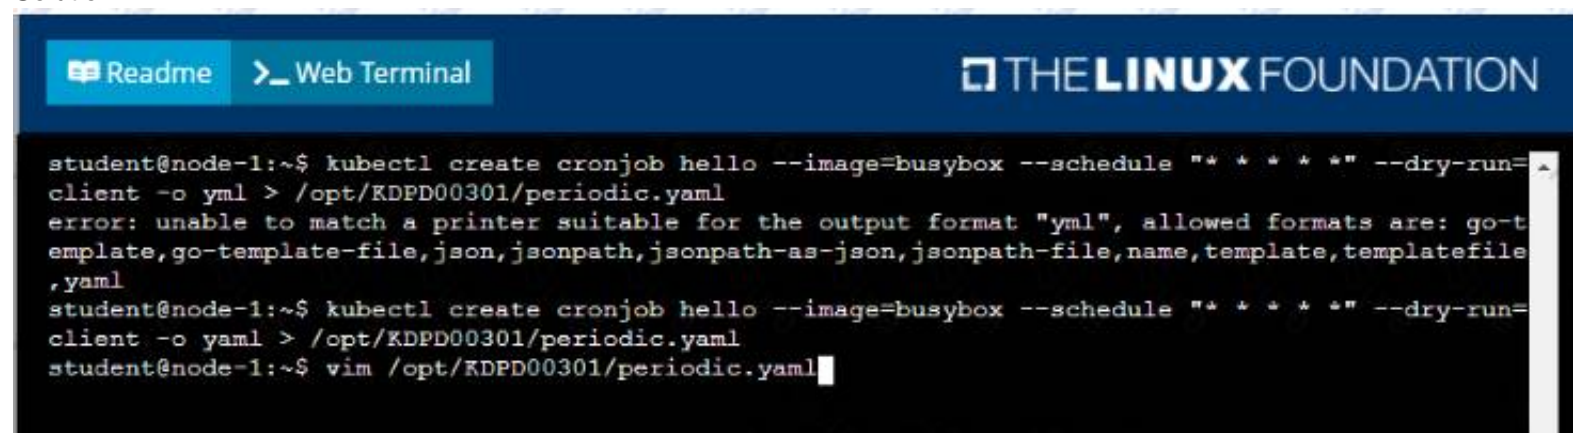 Readme >_ Web Terminal THE LINUX FOUNDATION
student@node-1:~$ kubectl create cronjob hello --image=busybox --schedule "* * * * *" --dry-run=
client -o yml > /opt/KDPD00301/periodic.yaml
error: unable to match a printer suitable for the output format "yml", allowed formats are: go-t
emplate,go-template-file,json,jsonpath,jsonpath-as-json,jsonpath-file,name,template,templatefile
,yaml
student@node-1:~$ kubectl create cronjob hello --image=busybox --schedule "* * * * *" --dry-run=
client -o yaml > /opt/KDPD00301/periodic.yaml
student@node-1:~$ vim /opt/KDPD00301/periodic.yaml